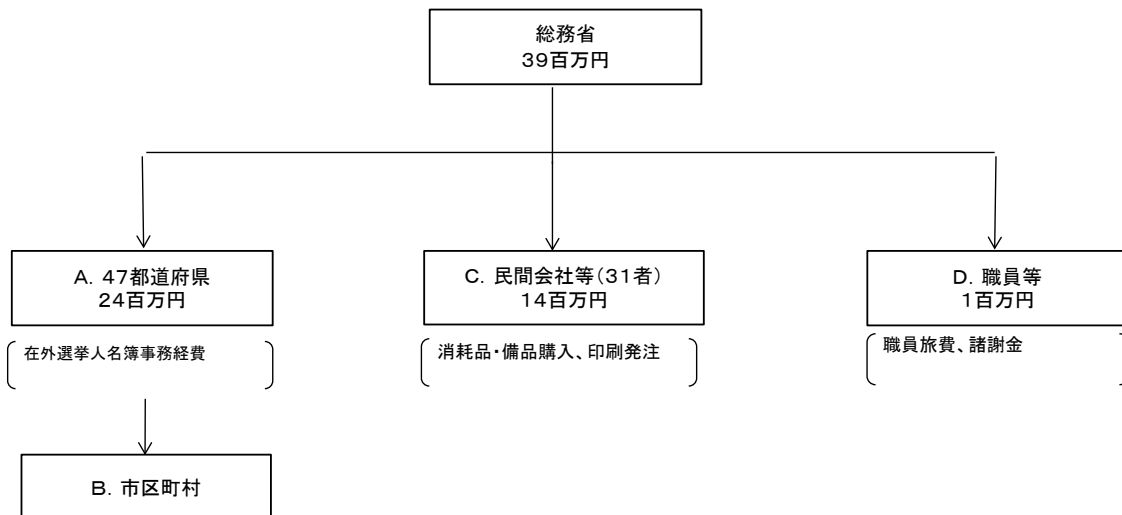 総務省
39百万円
A. 47都道府県
24百万円
C. 民間会社等（31者）
14百万円
D. 職員等
1百万円
在外選挙人名簿事務経費
消耗品・備品購入、印刷発注
職員旅費、諸謝金
B. 市区町村